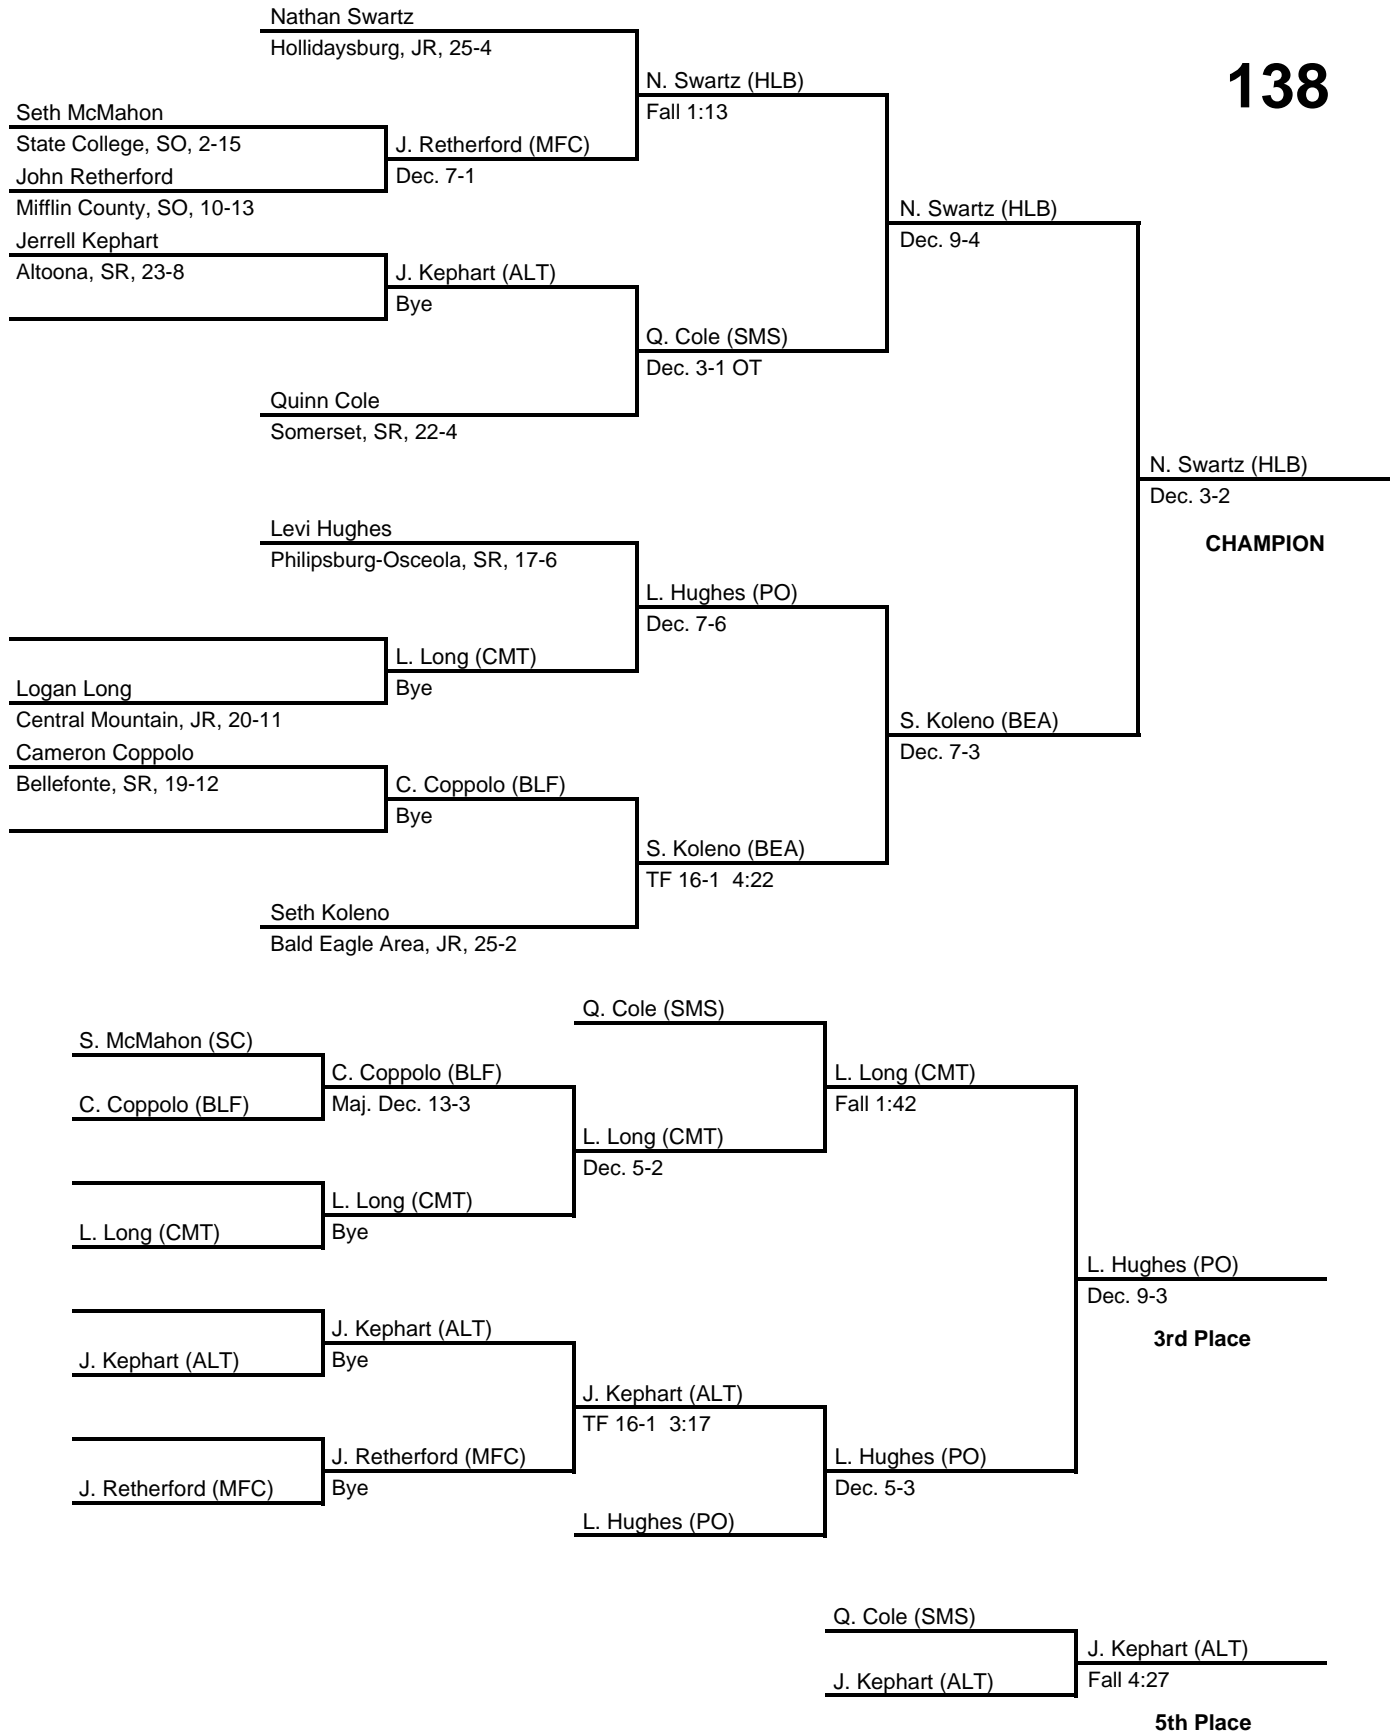 Nathan Swartz
Hollidaysburg, JR, 25-4
138
N. Swartz (HLB)
Fall 1:13
Seth McMahon
State College, SO, 2-15
J. Retherford (MFC)
Dec. 7-1
John Retherford
Mifflin County, SO, 10-13
N. Swartz (HLB)
Dec. 9-4
Jerrell Kephart
Altoona, SR, 23-8
J. Kephart (ALT)
Bye
Q. Cole (SMS)
Dec. 3-1 OT
Quinn Cole
Somerset, SR, 22-4
N. Swartz (HLB)
Dec. 3-2
CHAMPION
Levi Hughes
Philipsburg-Osceola, SR, 17-6
L. Hughes (PO)
Dec. 7-6
L. Long (CMT)
Bye
Logan Long
Central Mountain, JR, 20-11
S. Koleno (BEA)
Dec. 7-3
Cameron Coppolo
Bellefonte, SR, 19-12
C. Coppolo (BLF)
Bye
S. Koleno (BEA)
TF 16-1 4:22
Seth Koleno
Bald Eagle Area, JR, 25-2
Q. Cole (SMS)
S. McMahon (SC)
C. Coppolo (BLF)
Maj. Dec. 13-3
C. Coppolo (BLF)
L. Long (CMT)
Fall 1:42
L. Long (CMT)
Dec. 5-2
L. Long (CMT)
Bye
L. Long (CMT)
L. Hughes (PO)
Dec. 9-3
3rd Place
J. Kephart (ALT)
Bye
J. Kephart (ALT)
J. Kephart (ALT)
TF 16-1 3:17
J. Retherford (MFC)
Bye
J. Retherford (MFC)
L. Hughes (PO)
Dec. 5-3
L. Hughes (PO)
Q. Cole (SMS)
J. Kephart (ALT)
Fall 4:27
J. Kephart (ALT)
5th Place